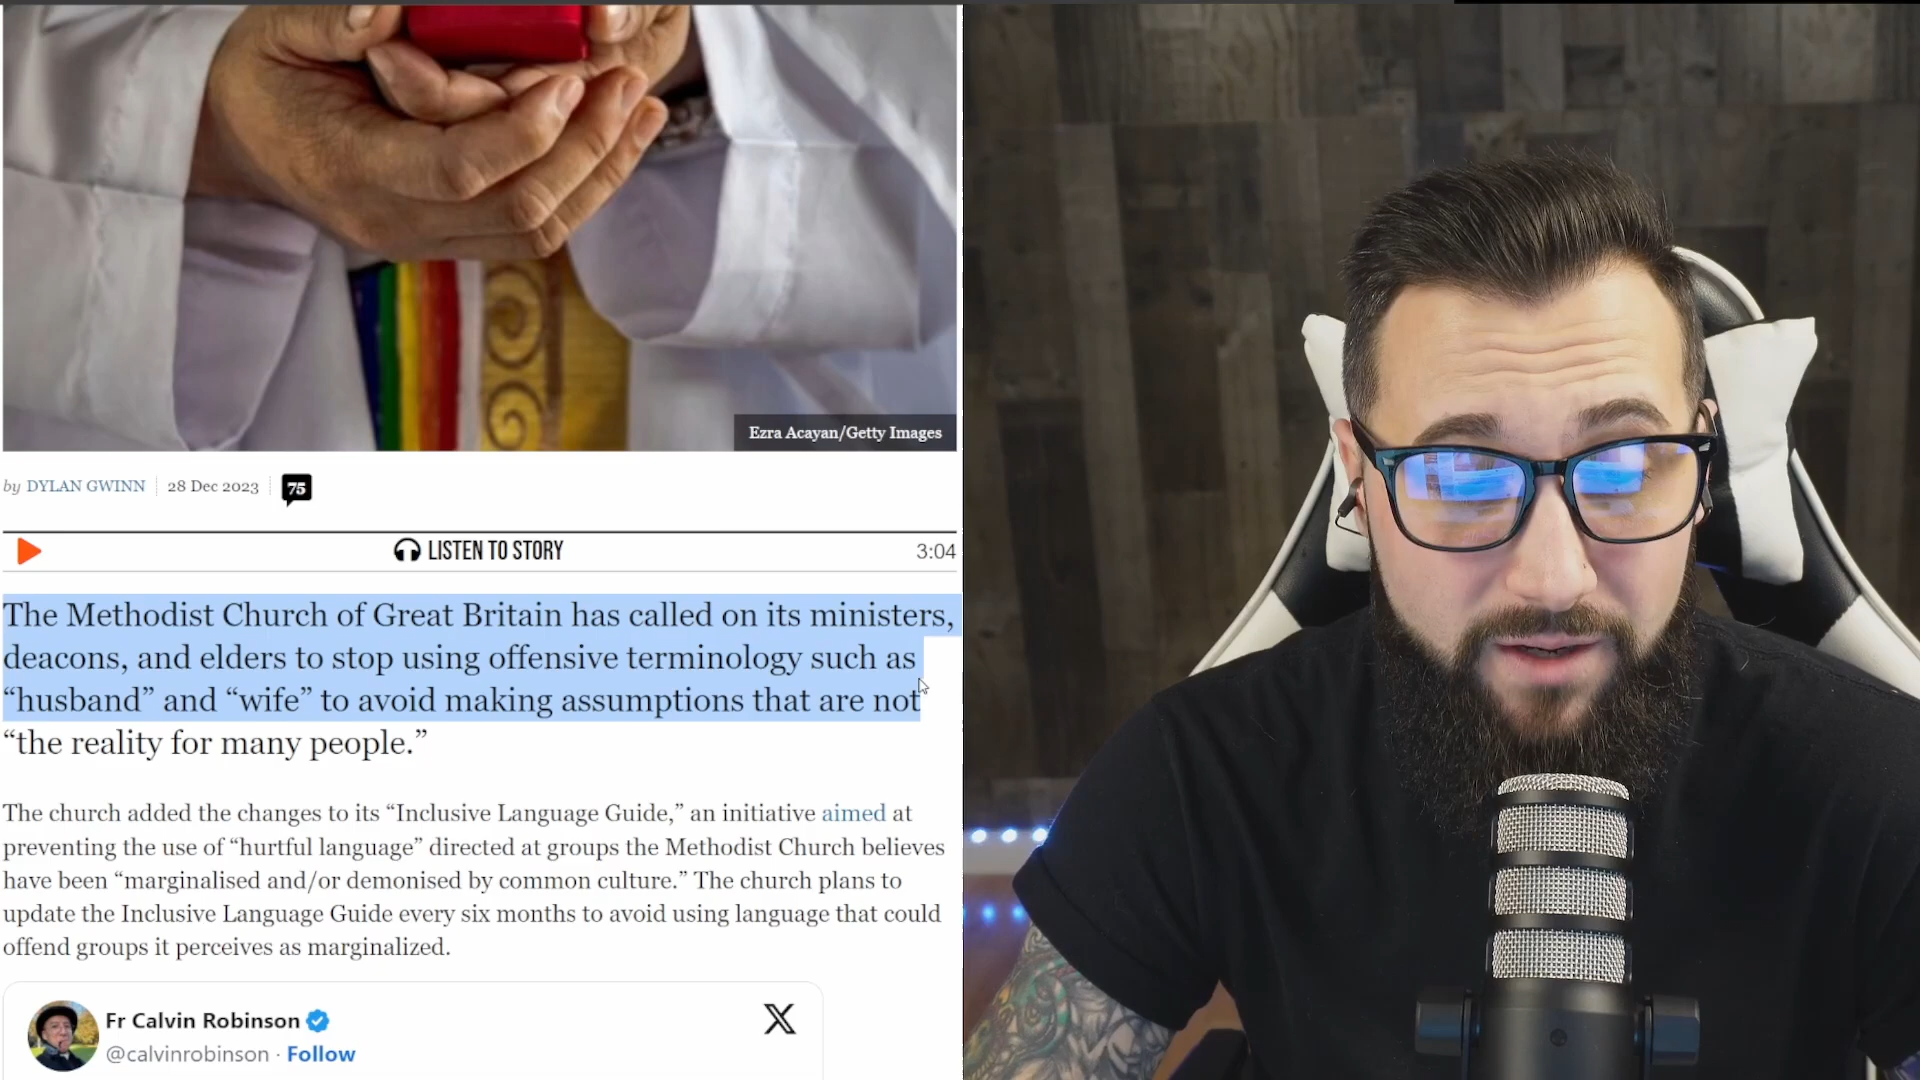 Ezra Acayan/Getty Images
by DYLAN GWINN 28 Dec 2023 75
LISTEN TO STORY 3:04
The Methodist Church of Great Britain has called on its ministers,
deacons, and elders to stop using offensive terminology such as
“husband” and “wife” to avoid making assumptions that are not
“the reality for many people.”
The church added the changes to its “Inclusive Language Guide,” an initiative aimed at
preventing the use of “hurtful language” directed at groups the Methodist Church believes
have been “marginalised and/or demonised by common culture.” The church plans to
update the Inclusive Language Guide every six months to avoid using language that could
offend groups it perceives as marginalized.
Fr Calvin Robinson
@calvinrobinson · Follow